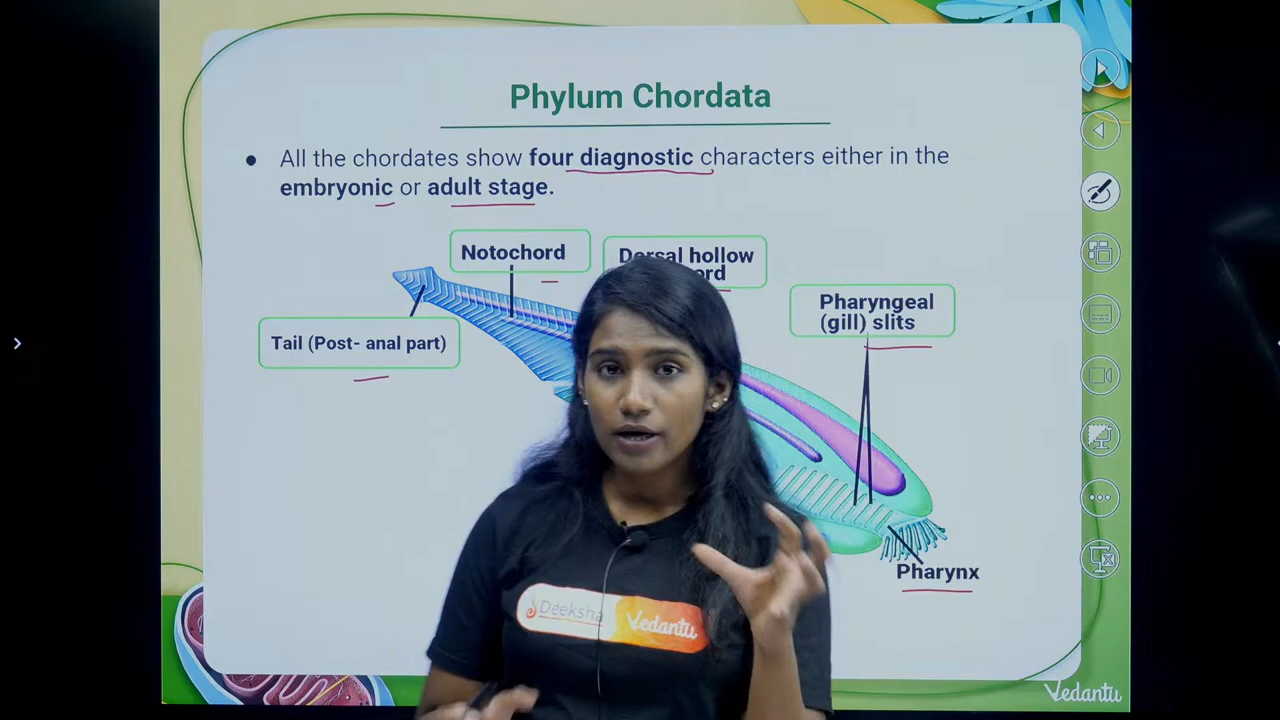 Phylum Chordata
All the chordates show four diagnostic characters either in the
embryonic or adult stage.
Notochord
Dorsal hollow
Pharyngeal
(gill) slits
Tail (Post- anal part)
Pharynx
Deeksha
Vedantu
Vedantu